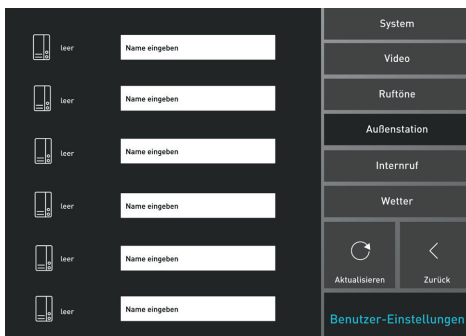 leer Name eingeben
leer Name eingeben
leer Name eingeben
leer Name eingeben
leer Name eingeben
leer Name eingeben
System
Video
Ruftöne
Außenstation
Internruf
Wetter
Aktualisieren Zurück
Benutzer-Einstellungen